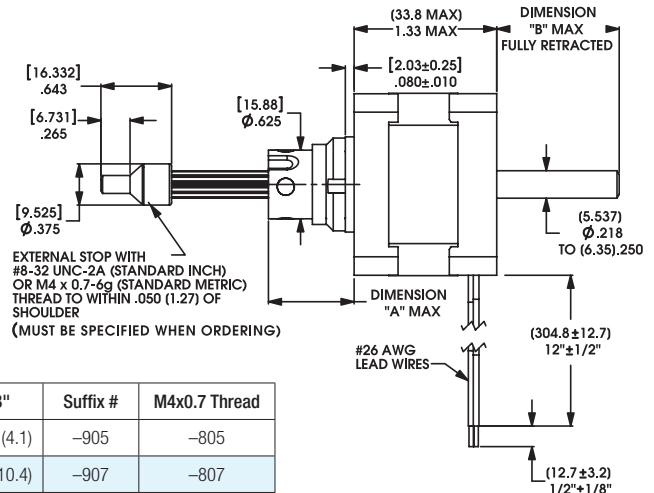 (33.8 MAX)
1.33 MAX
DIMENSION
"B" MAX
FULLY RETRACTED
[16.332]
.643
[2.03±0.25]
.080±.010
[6.731]
.265
[15.88]
Ø.625
[9.525]
Ø.375
(5.537)
Ø.218
TO (6.35).250
EXTERNAL STOP WITH
#8-32 UNC-2A (STANDARD INCH)
OR M4 x 0.7-6g (STANDARD METRIC)
THREAD TO WITHIN .050 (1.27) OF
SHOULDER
(MUST BE SPECIFIED WHEN ORDERING)
DIMENSION
"A" MAX
#26 AWG
LEAD WIRES
(304.8±12.7)
12"±1/2"
(12.7±3.2)
1/2"±1/8"
Suffix # M4x0.7 Thread
(4.1) –905 –805
10.4) –907 –807